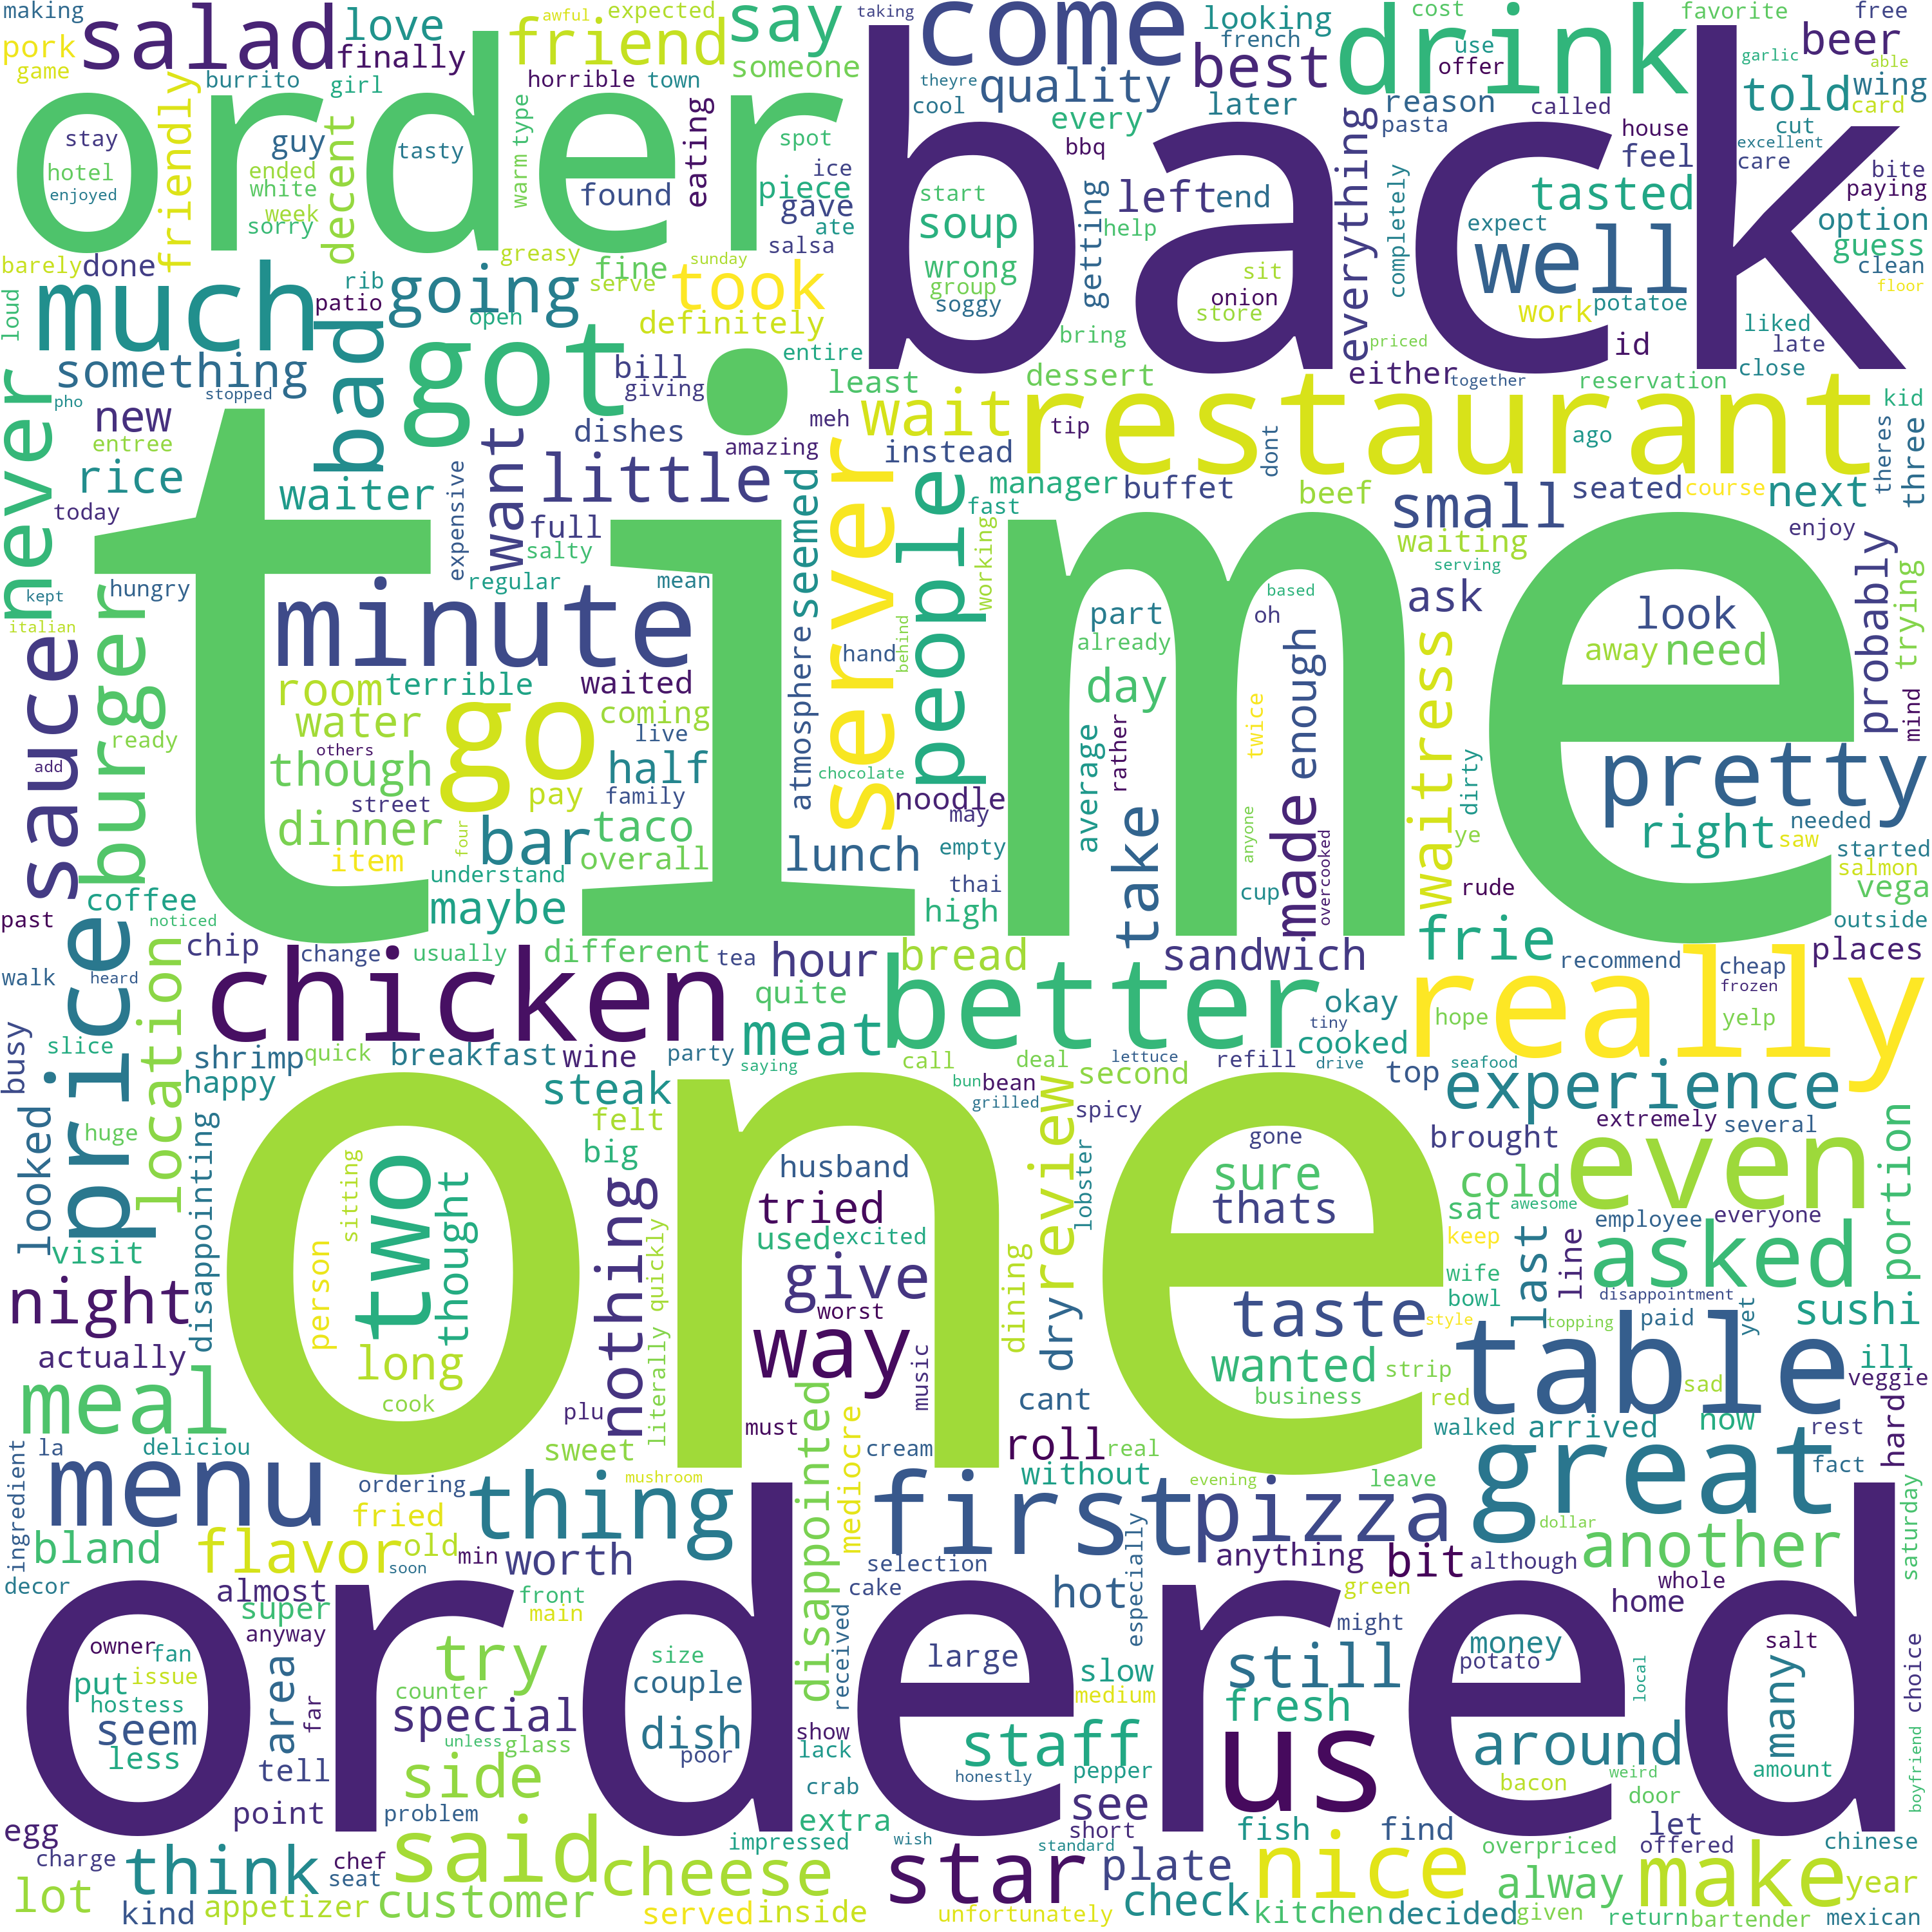 making
salad
love
friend
awful
expected
say
taking
come
looking
cost
drink
favorite
free
beer
pork
game
finally
burrito
girl
horrible
town
someone
theyre
french
quality
best
use
offer
garlic
able
told
wing
card
order
back
friendly
stay
hotel
enjoyed
guy
ended
white
week
sorry
decent
tasty
warm
type
found
eating
spot
ice
piece
gave
ate
salsa
cool
every
later
bbq
start
soup
wrong
group
soggy
getting
left
end
help
sit
onion
store
everything
reason
pasta
completely
called
house
feel
tasted
expect
well
work
potatoe
id
cut
excellent
care
bite
paying
option
guess
clean
floor
barely
done
loud
much
rib
patio
going
open
greasy
fine
serve
sunday
took
definitely
bring
priced
liked
late
close
something
stopped
bad
got
bill
giving
entire
least
dessert
either
together
reservation
kid
never
pho
new
entree
rice
today
waiter
want
expensive
little
dishes
amazing
meh
wait
instead
tip
restaurant
dont
ago
theres
three
time
full
salty
regular
mean
seemed
server
people
manager
fast
working
buffet
beef
small
seated
course
next
waiting
serving
enjoy
probably
trying
hungry
kept
italian
burger
sauce
minute
room
terrible
waited
water
coming
others
live
go
though
half
street
pay
family
dinner
four
bar
taco
item
overall
understand
maybe
atmosphere
hand
behind
chocolate
lunch
noodle
may
empty
thai
high
part
already
day
average
rather
take
based
oh
twice
anyone
made
enough
overcooked
cup
ask
waitress
dirty
ye
rude
look
away
need
pretty
right
saw
needed
started
salmon
vega
outside
mind
ready
add
price
coffee
noticed
past
walk
heard
location
chip
change
usually
different
tea
hour
bread
sandwich
frie
recommend
places
cheap
frozen
chicken
quite
meat
better
okay
tiny
cooked
really
hope
yelp
busy
slice
shrimp
quick
breakfast
wine
party
saying
call
deal
lettuce
refill
drive
top
seafood
happy
steak
bun
bean
grilled
second
spicy
experience
extremely
several
looked
huge
visit
disappointing
one
felt
big
nothing
husband
tried
used
excited
give
worst
way
literally
quickly
music
must
person
sitting
two
thought
long
cook
dining
dry
review
lobster
gone
sure
thats
taste
wanted
business
strip
style
brought
cold
sat
awesome
keep
wife
bowl
last
line
employee
everyone
even
asked
portion
disappointment
topping
paid
yet
sushi
night
actually
meal
la
deliciou
plu
sweet
cant
red
table
sad
ill
veggie
walked
arrived
now
rest
hard
fact
menu
ordering
thing
mushroom
disappointed
mediocre
cream
roll
real
without
evening
leave
great
saturday
ingredient
decor
bland
flavor
fried
old
soon
min
worth
first
pizza
selection
cake
especially
anything
bit
although
dollar
another
almost
super
anyway
front
main
hot
green
might
whole
home
ordered
owner
fan
put
issue
hostess
seem
less
area
far
tell
point
try
counter
special
unless
glass
side
size
couple
dish
poor
received
show
lack
crab
large
staff
honestly
slow
medium
pepper
still
fresh
us
money
potato
around
bacon
weird
door
local
salt
many
amount
choice
boyfriend
egg
charge
think
chef
seat
problem
said
impressed
extra
wish
star
standard
see
short
plate
fish
find
nice
overpriced
let
offered
chinese
lot
kind
appetizer
customer
cheese
served
inside
unfortunately
check
kitchen
decided
given
alway
return
make
bartender
year
mexican